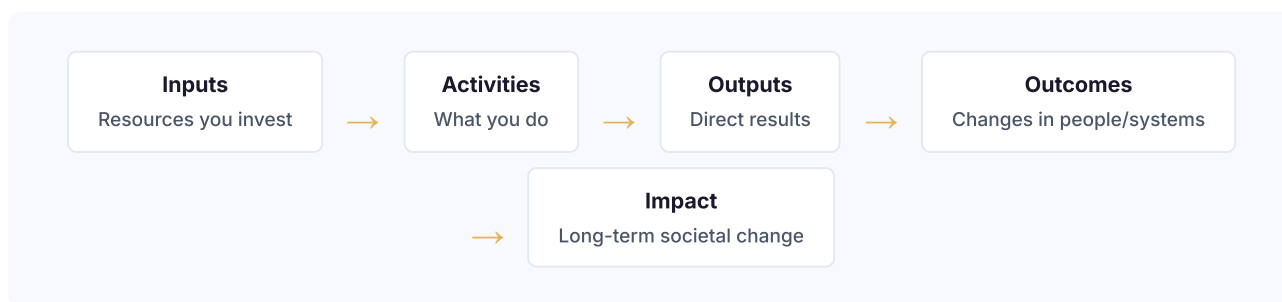 Inputs
Resources you invest
→
Activities
What you do
→
Outputs
Direct results
→
Outcomes
Changes in people/systems
→
Impact
Long-term societal change